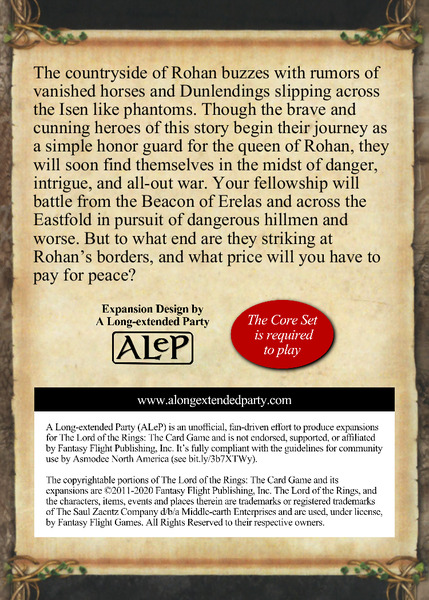 The countryside of Rohan buzzes with rumors of
vanished horses and Dunlendings slipping across
the Isen like phantoms. Though the brave and
cunning heroes of this story begin their journey as
a simple honor guard for the queen of Rohan, they
will soon find themselves in the midst of danger,
intrigue, and all-out war. Your fellowship will
battle from the Beacon of Erelas and across the
Eastfold in pursuit of dangerous hillmen and
worse. But to what end are they striking at
Rohan's borders, and what price will you have to
pay for peace?
Expansion Design by
A Long-extended Party
ALeP
The Core Set
is required
to play
www.alongextendedparty.com
A Long-extended Party (ALeP) is an unofficial, fan-driven effort to produce expansions
for The Lord of the Rings: The Card Game and is not endorsed, supported, or affiliated
by Fantasy Flight Publishing, Inc. It's fully compliant with the guidelines for community
use by Asmodee North America (see bit.ly/3b7XTWy).
The copyrightable portions of The Lord of the Rings: The Card Game and its
expansions are ©2011-2020 Fantasy Flight Publishing, Inc. The Lord of the Rings, and
the characters, items, events and places therein are trademarks or registered trademarks
of The Saul Zaentz Company d/b/a Middle-earth Enterprises and are used, under license,
by Fantasy Flight Games. All Rights Reserved to their respective owners.